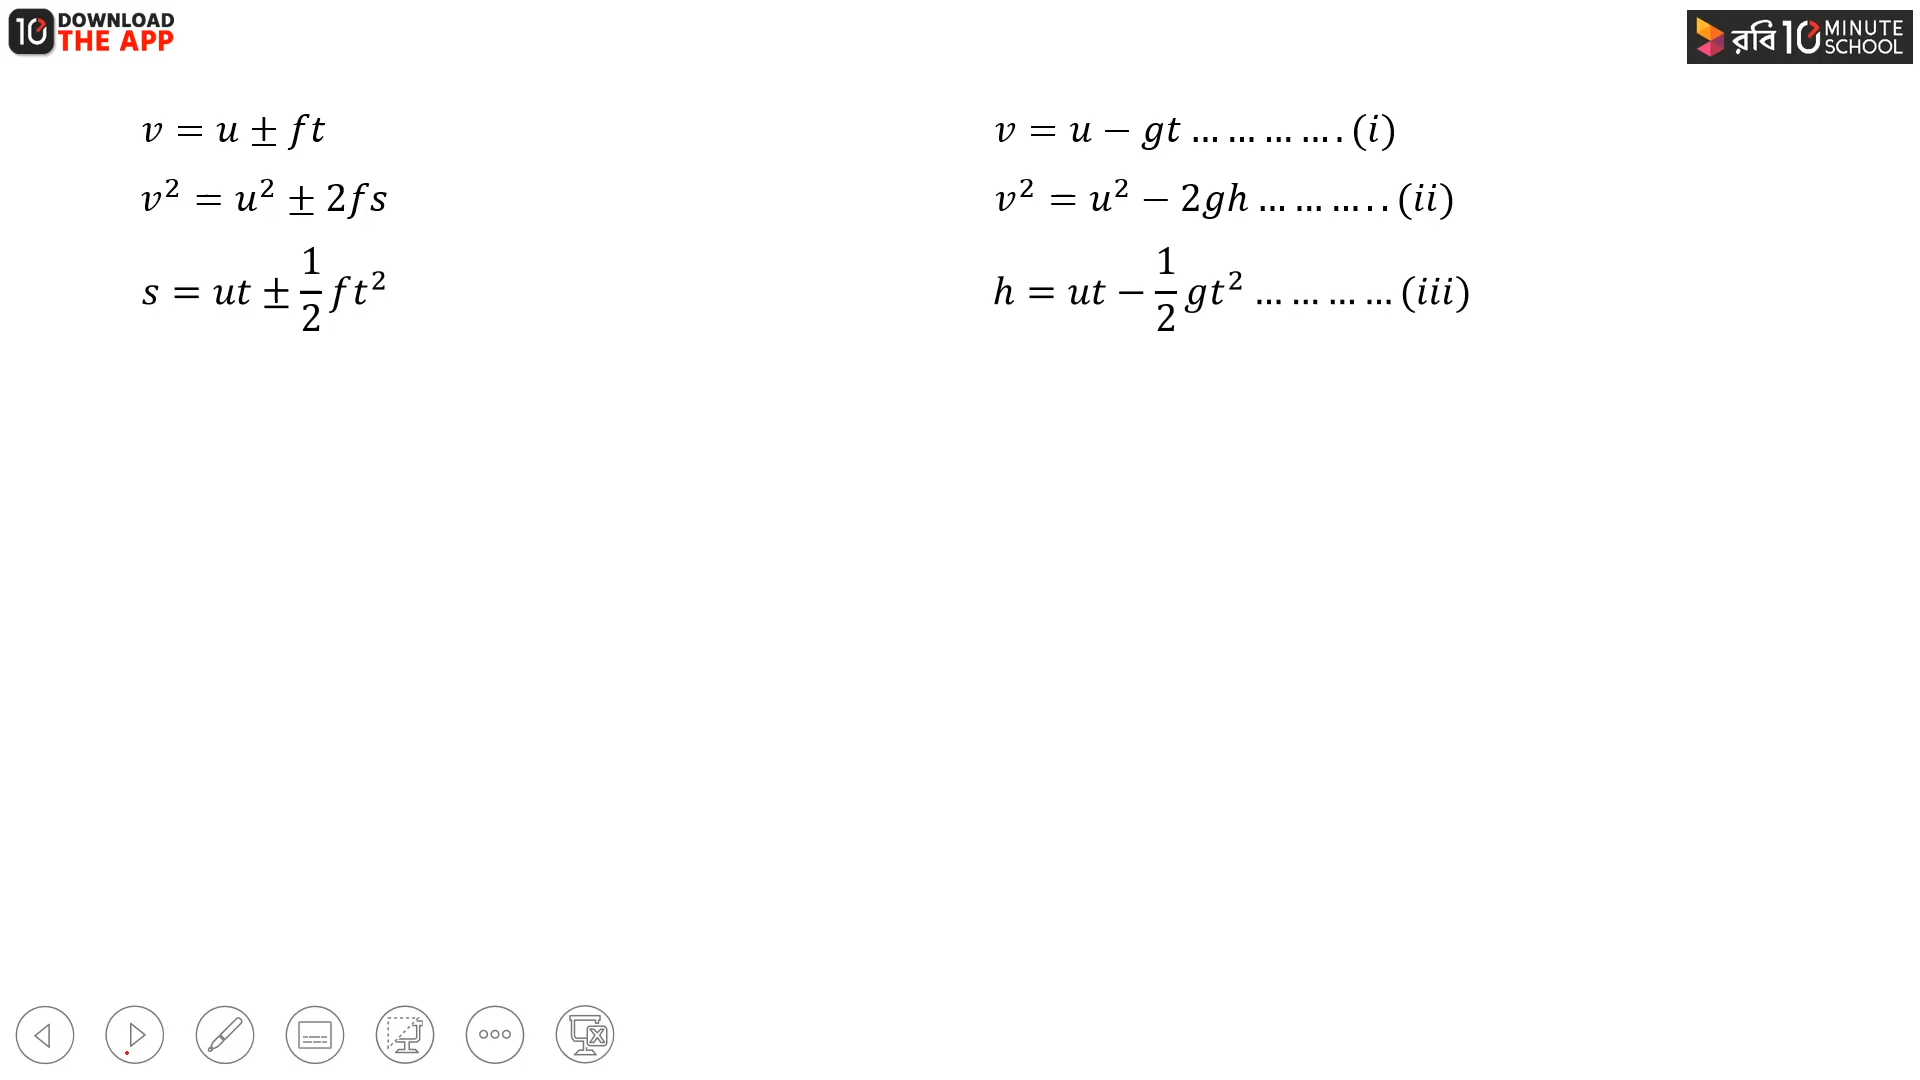 10 DOWNLOAD
THE APP
রবি 10 MINUTE
SCHOOL
v = u ± ft
v² = u² ± 2fs
s = ut ± 1/2 ft²
v = u − gt … … … … . (i)
v² = u² − 2gh … … … . . (ii)
h = ut − 1/2 gt² … … … … (iii)